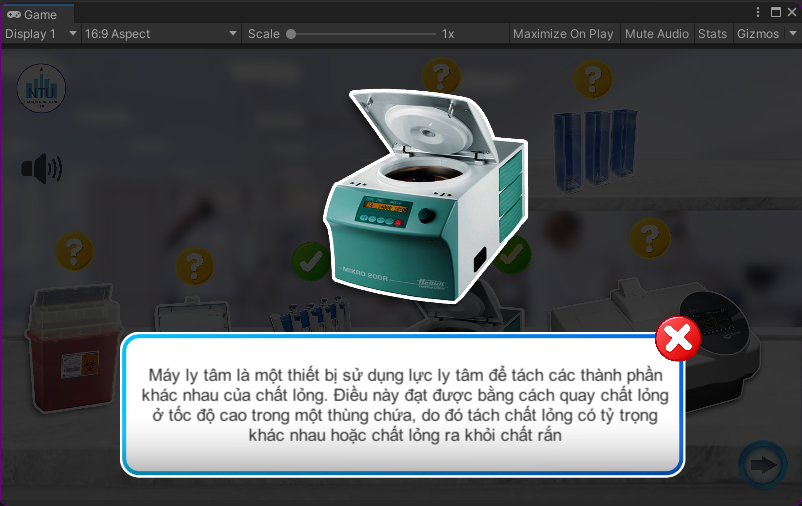 Game
Display 1
16:9 Aspect
Scale
1x
Maximize On Play
Mute Audio
Stats
Gizmos
NTU
?
?
?
?
?
MIKRO 200R
Hettich
Máy ly tâm là một thiết bị sử dụng lực ly tâm để tách các thành phần
khác nhau của chất lỏng. Điều này đạt được bằng cách quay chất lỏng
ở tốc độ cao trong một thùng chứa, do đó tách chất lỏng có tỷ trọng
khác nhau hoặc chất lỏng ra khỏi chất rắn